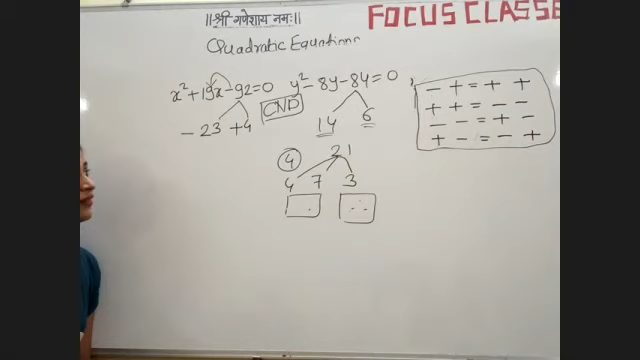 ॥श्री गणेशाय नमः॥
FOCUS CLASSE
Quadratic Equations
x² + 19x - 92 = 0 y² - 8y - 84 = 0 ,
CND
- 23 + 4 14 6
4 21
4 7 3
- + = + +
+ + = - -
- - = + -
+ - = - +